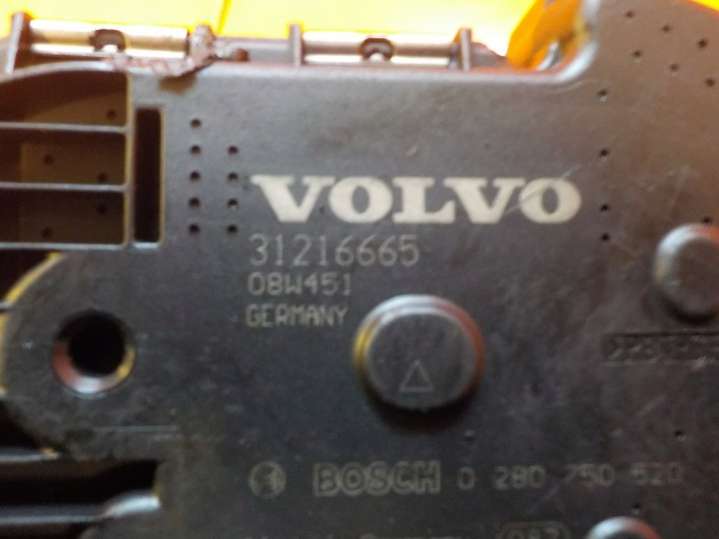 VOLVO
31216665
08W451
GERMANY
BOSCH 0 280 750 520